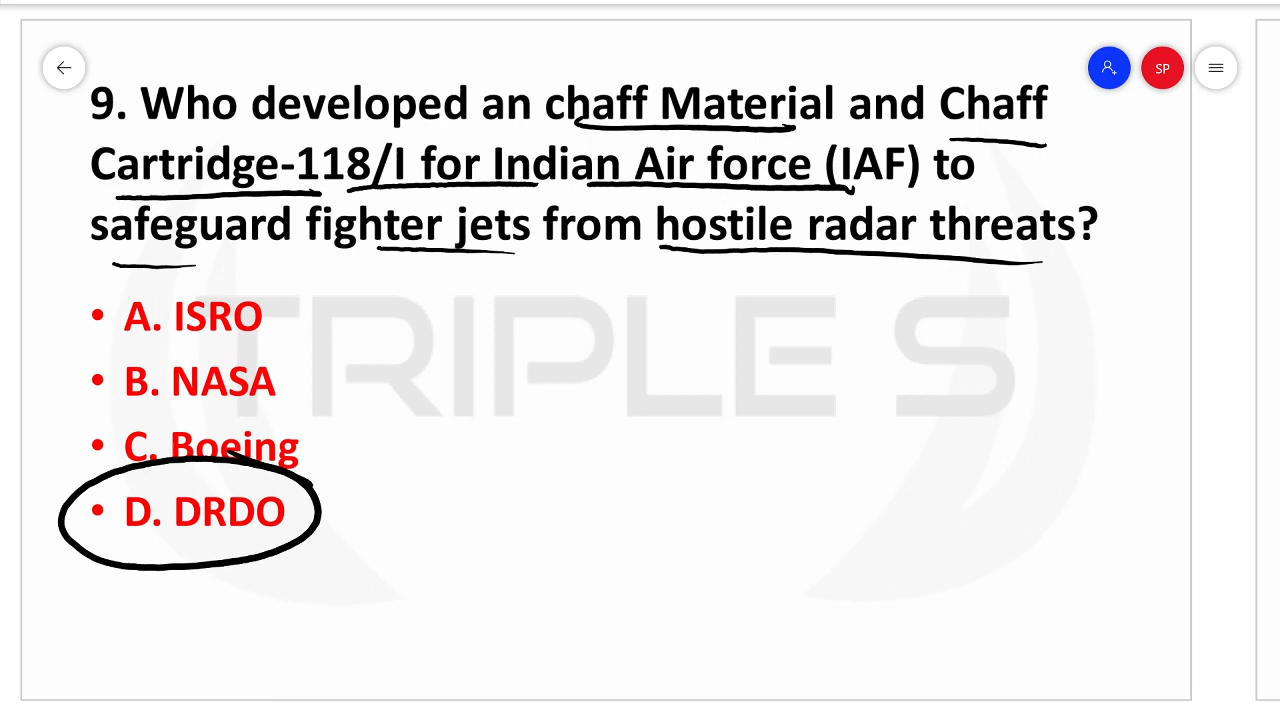 SP
9. Who developed an chaff Material and Chaff
Cartridge-118/I for Indian Air force (IAF) to
safeguard fighter jets from hostile radar threats?
TRIPLE S
• A. ISRO
• B. NASA
• C. Boeing
• D. DRDO